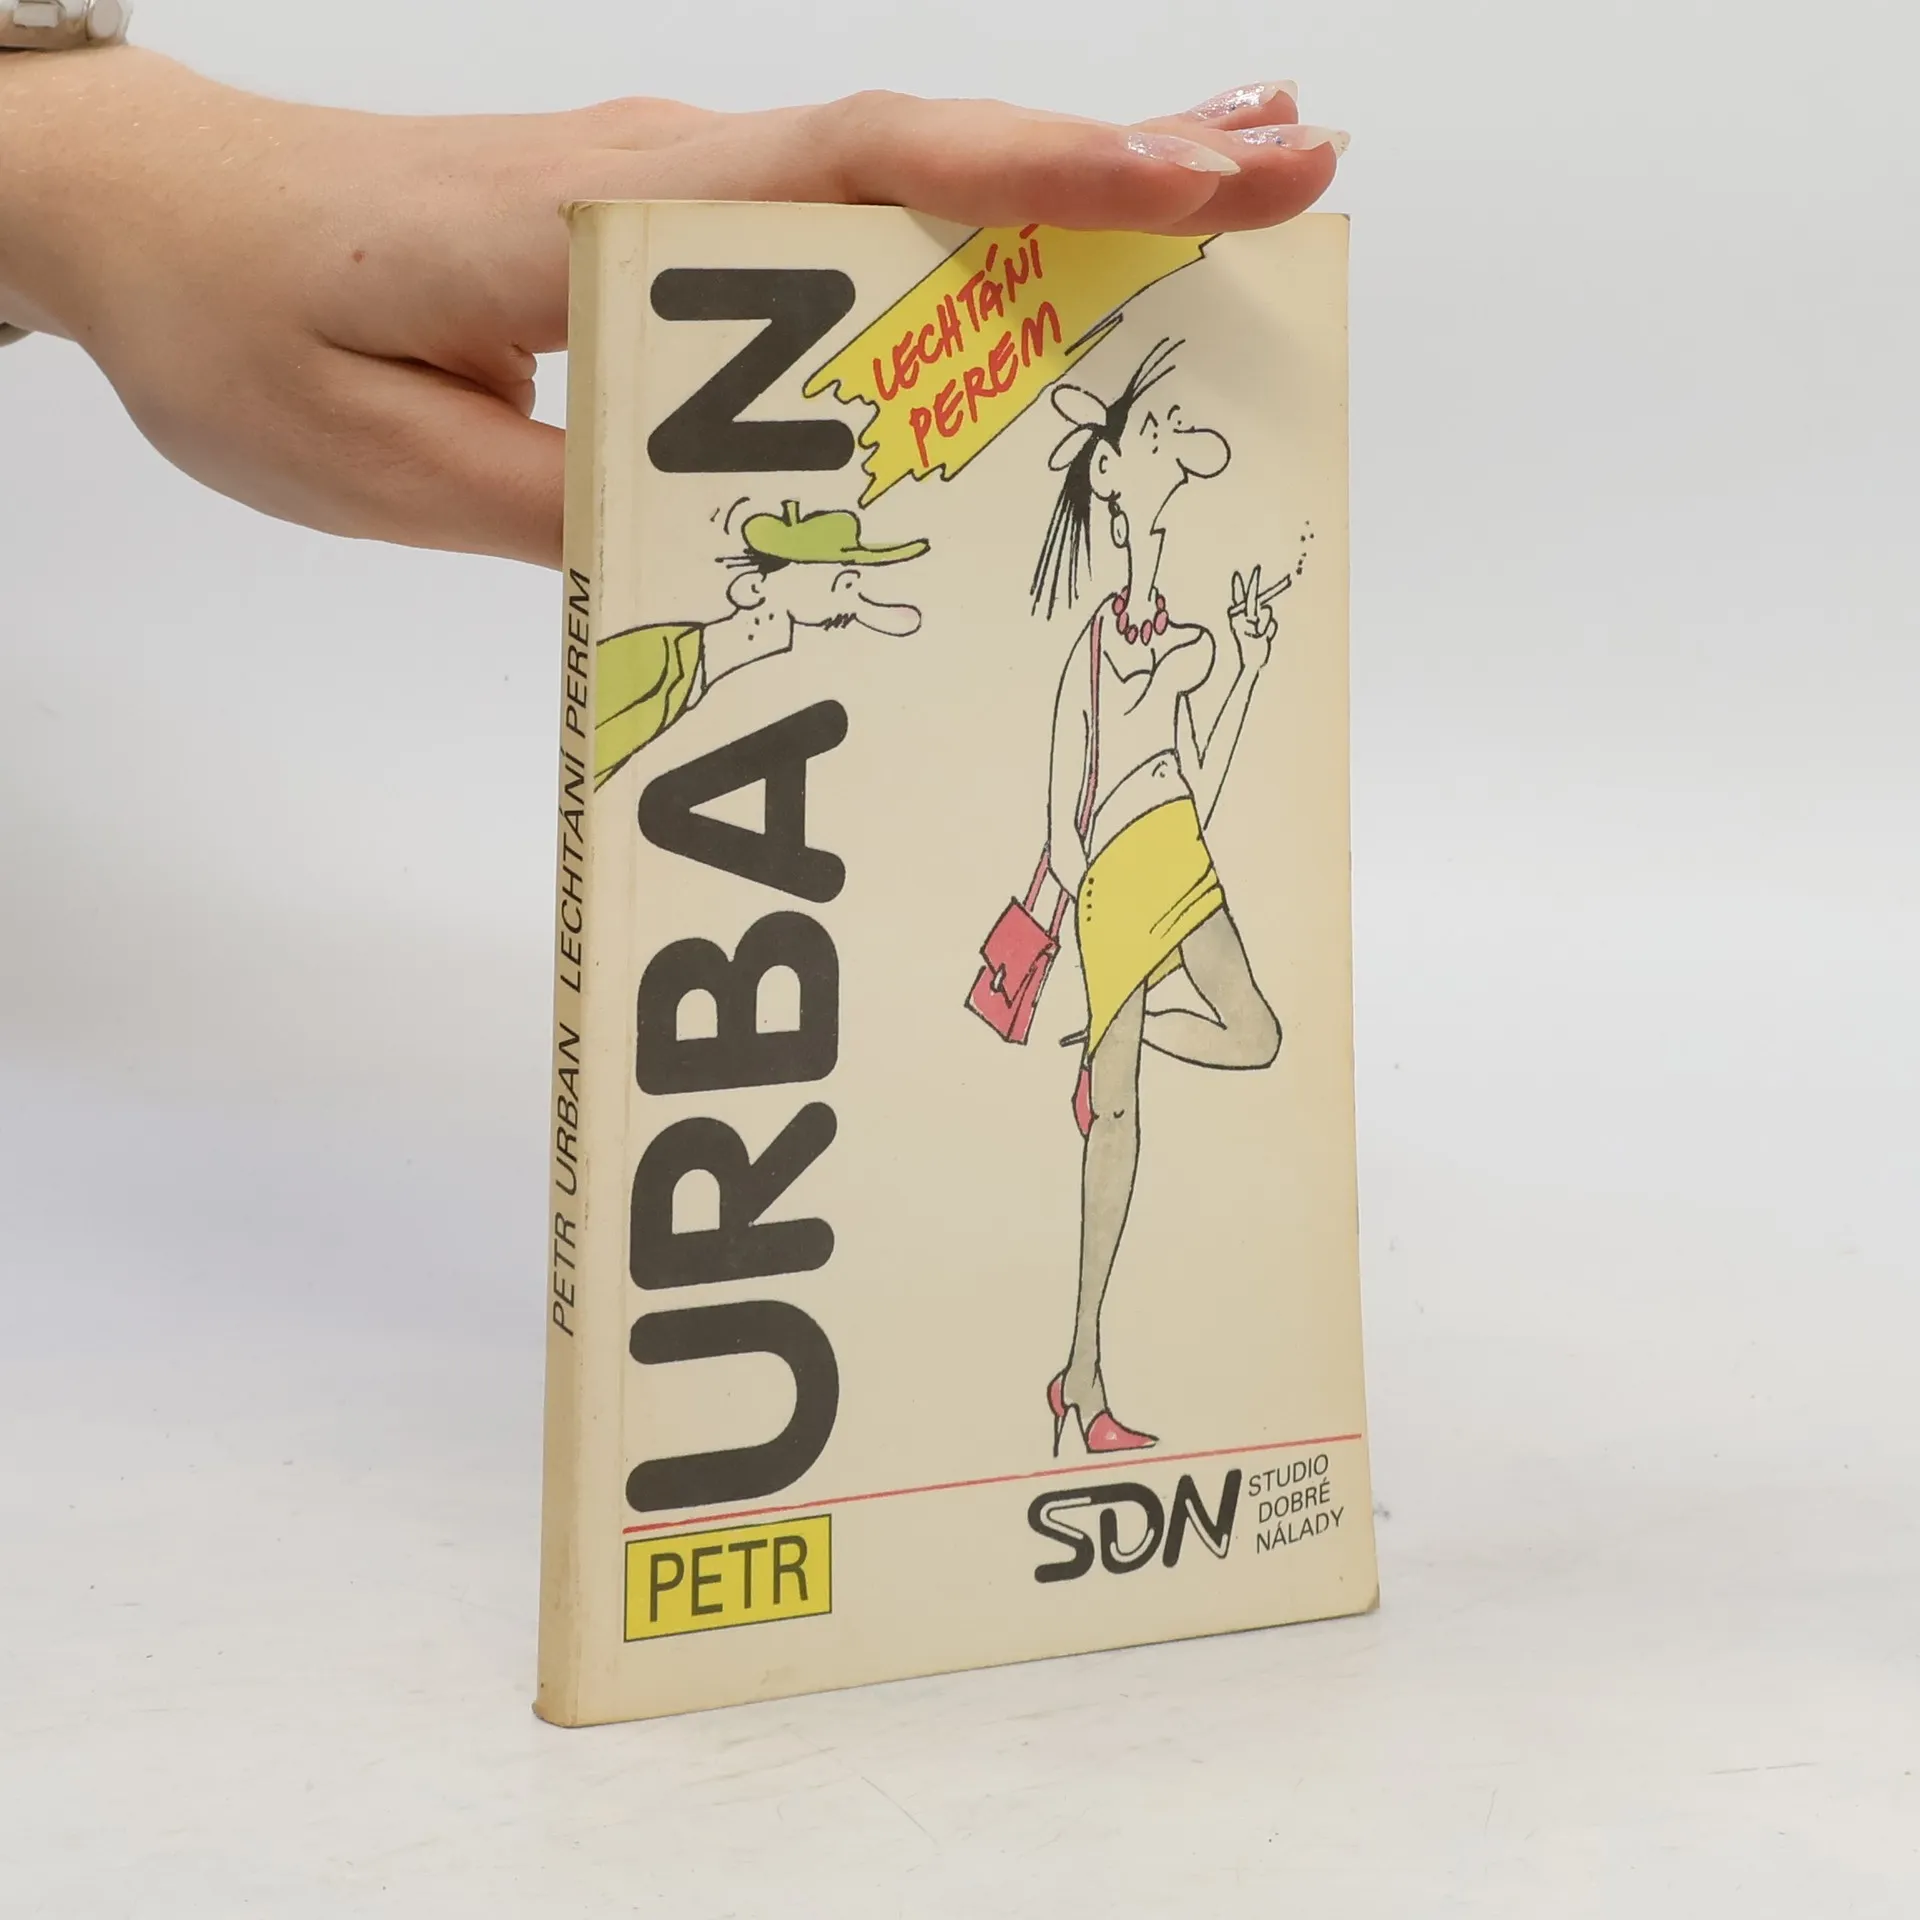 PETR URBAN LECHTÁNÍ PEREM
URBAN
LECHTÁNÍ
PEREM
PETR
SDN
STUDIO
DOBRÉ
NÁLADY